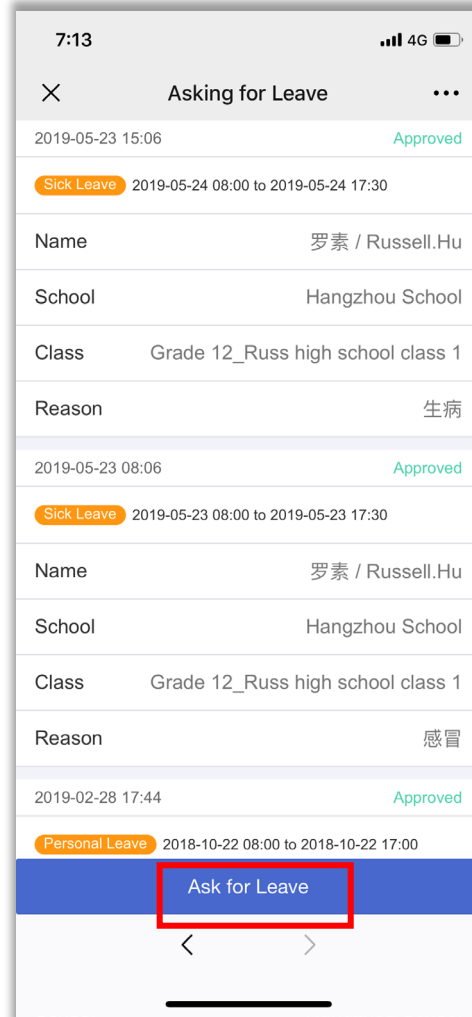 7:13 4G
Asking for Leave
2019-05-23 15:06 Approved
Sick Leave 2019-05-24 08:00 to 2019-05-24 17:30
Name 罗素 / Russell.Hu
School Hangzhou School
Class Grade 12_Russ high school class 1
Reason 生病
2019-05-23 08:06 Approved
Sick Leave 2019-05-23 08:00 to 2019-05-23 17:30
Name 罗素 / Russell.Hu
School Hangzhou School
Class Grade 12_Russ high school class 1
Reason 感冒
2019-02-28 17:44 Approved
Personal Leave 2018-10-22 08:00 to 2018-10-22 17:00
Ask for Leave